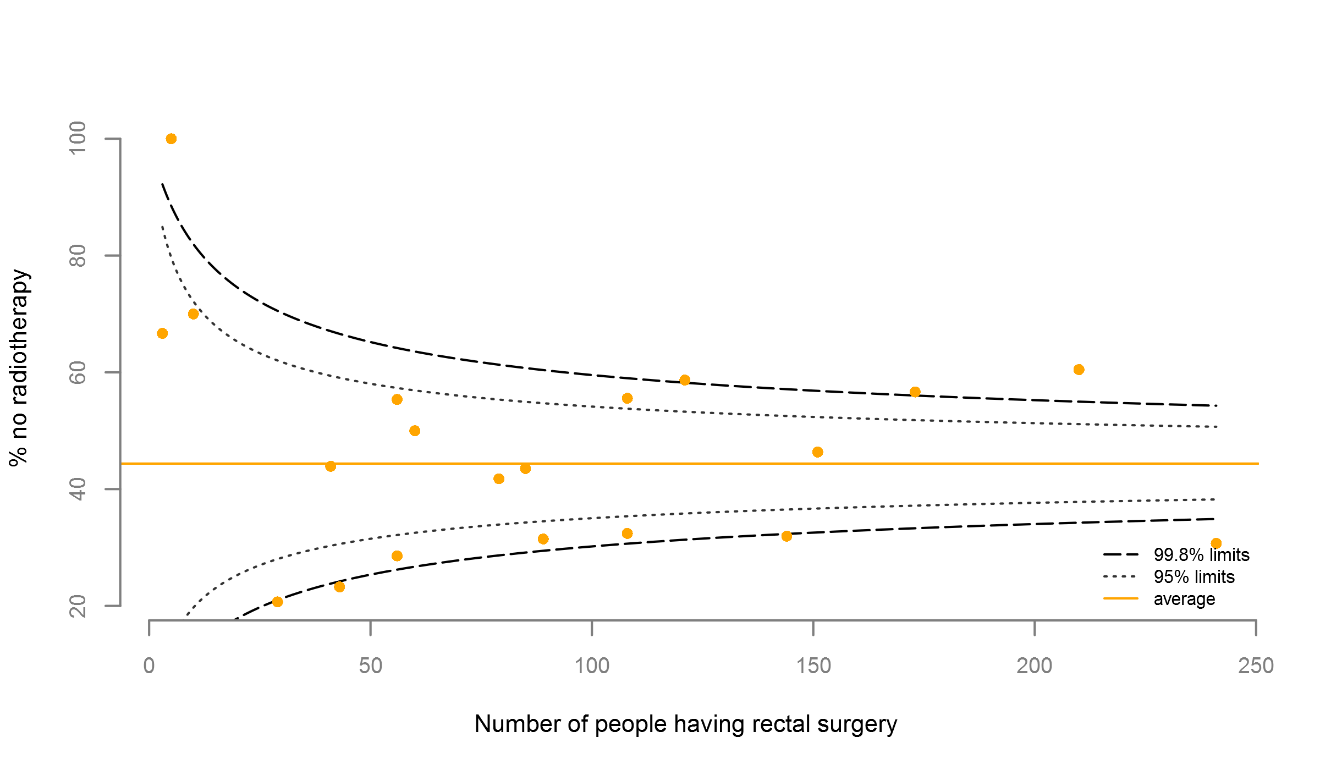 % no radiotherapy
100
80
60
40
20
0 50 100 150 200 250
Number of people having rectal surgery
99.8% limits
95% limits
average